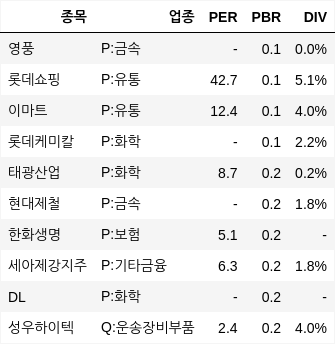 종목 업종 PER PBR DIV
영풍 P:금속 - 0.1 0.0%
롯데쇼핑 P:유통 42.7 0.1 5.1%
이마트 P:유통 12.4 0.1 4.0%
롯데케미칼 P:화학 - 0.1 2.2%
태광산업 P:화학 8.7 0.2 0.2%
현대제철 P:금속 - 0.2 1.8%
한화생명 P:보험 5.1 0.2 -
세아제강지주 P:기타금융 6.3 0.2 1.8%
DL P:화학 - 0.2 -
성우하이텍 Q:운송장비부품 2.4 0.2 4.0%